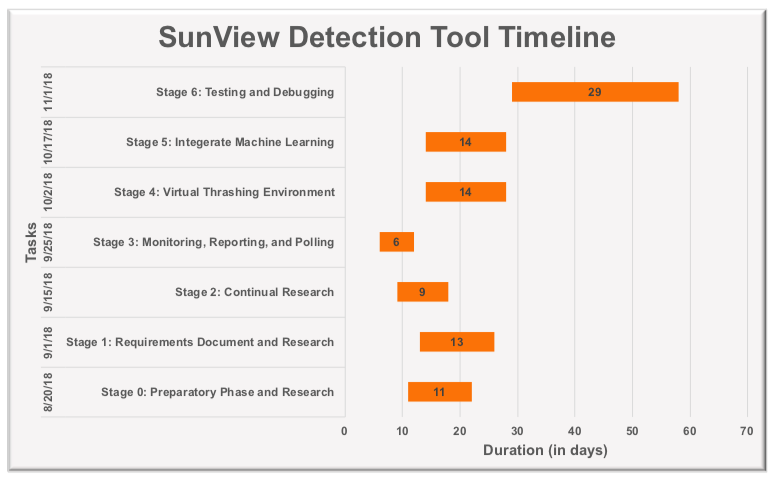 SunView Detection Tool Timeline
Tasks
11/1/18
Stage 6: Testing and Debugging
29
10/17/18
Stage 5: Integerate Machine Learning
14
10/2/18
Stage 4: Virtual Thrashing Environment
14
9/25/18
Stage 3: Monitoring, Reporting, and Polling
6
9/15/18
Stage 2: Continual Research
9
9/1/18
Stage 1: Requirements Document and Research
13
8/20/18
Stage 0: Preparatory Phase and Research
11
0 10 20 30 40 50 60 70
Duration (in days)